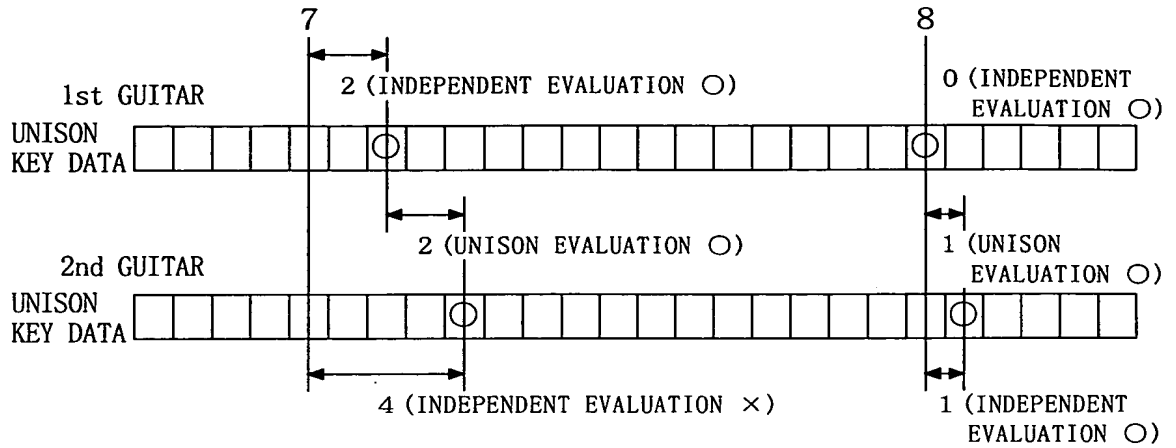 7
8
2 (INDEPENDENT EVALUATION ○)
0 (INDEPENDENT
EVALUATION ○)
1st GUITAR
UNISON
KEY DATA
2 (UNISON EVALUATION ○)
1 (UNISON
EVALUATION ○)
2nd GUITAR
UNISON
KEY DATA
4 (INDEPENDENT EVALUATION ×)
1 (INDEPENDENT
EVALUATION ○)